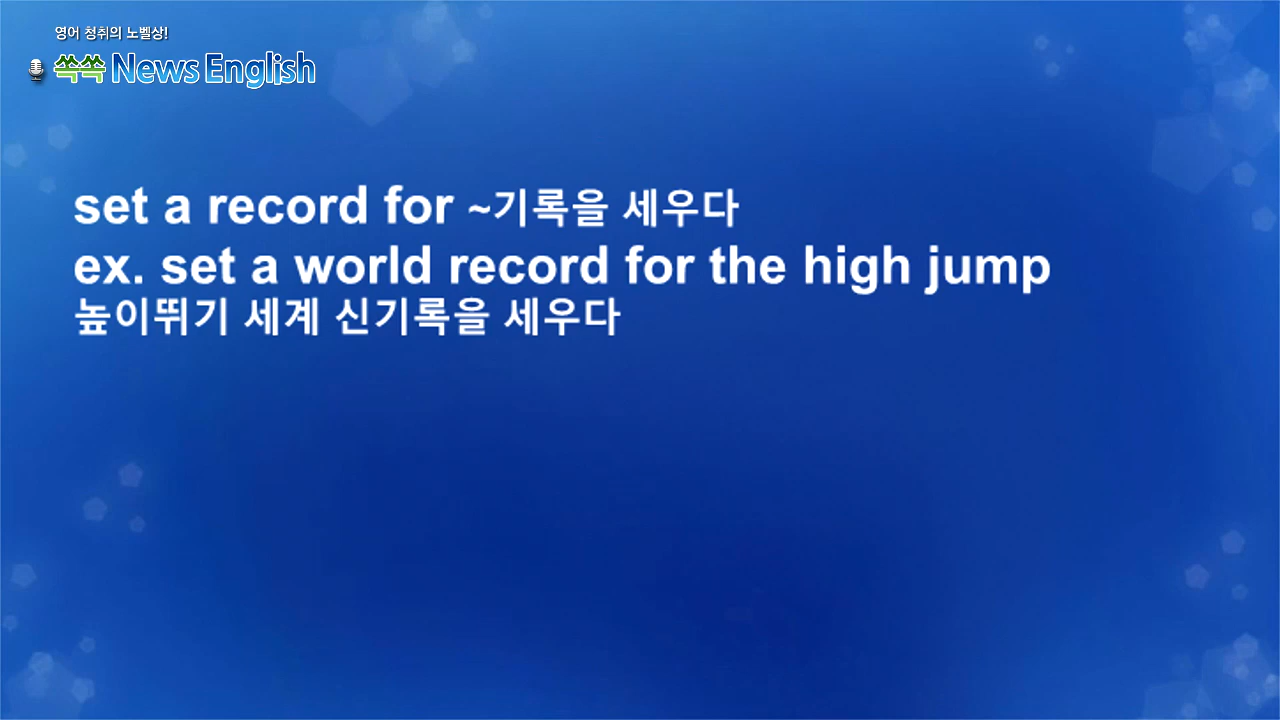 영어 청취의 노벨상!
쏙쏙 News English
set a record for ~기록을 세우다
ex. set a world record for the high jump
높이뛰기 세계 신기록을 세우다